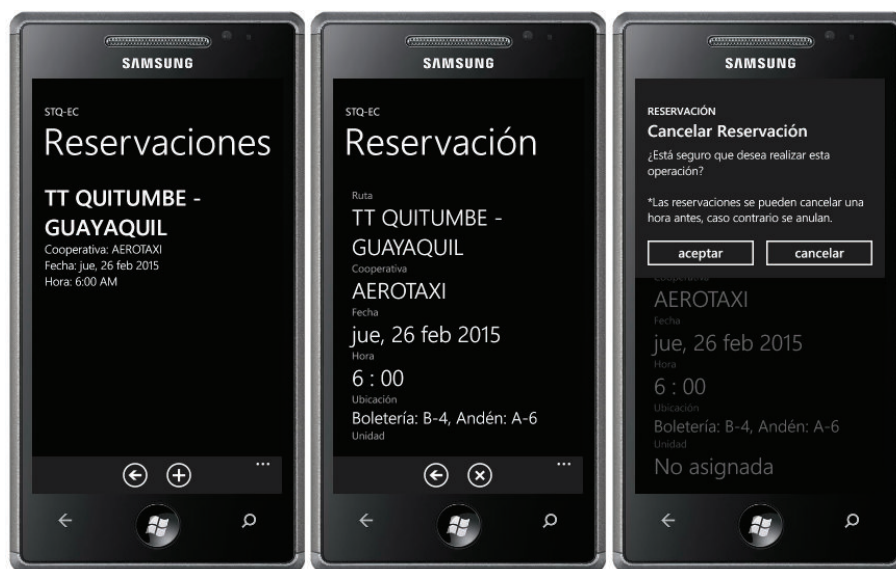 SAMSUNG
STQ-EC
Reservaciones
TT QUITUMBE -
GUAYAQUIL
Cooperativa: AEROTAXI
Fecha: jue, 26 feb 2015
Hora: 6:00 AM
SAMSUNG
STQ-EC
Reservación
Ruta
TT QUITUMBE -
GUAYAQUIL
Cooperativa
AEROTAXI
Fecha
jue, 26 feb 2015
Hora
6 : 00
Ubicación
Boletería: B-4, Andén: A-6
Unidad
SAMSUNG
RESERVACIÓN
Cancelar Reservación
¿Está seguro que desea realizar esta
operación?
*Las reservaciones se pueden cancelar una
hora antes, caso contrario se anulan.
aceptar cancelar
Cooperativa
AEROTAXI
Fecha
jue, 26 feb 2015
Hora
6 : 00
Ubicación
Boletería: B-4, Andén: A-6
Unidad
No asignada